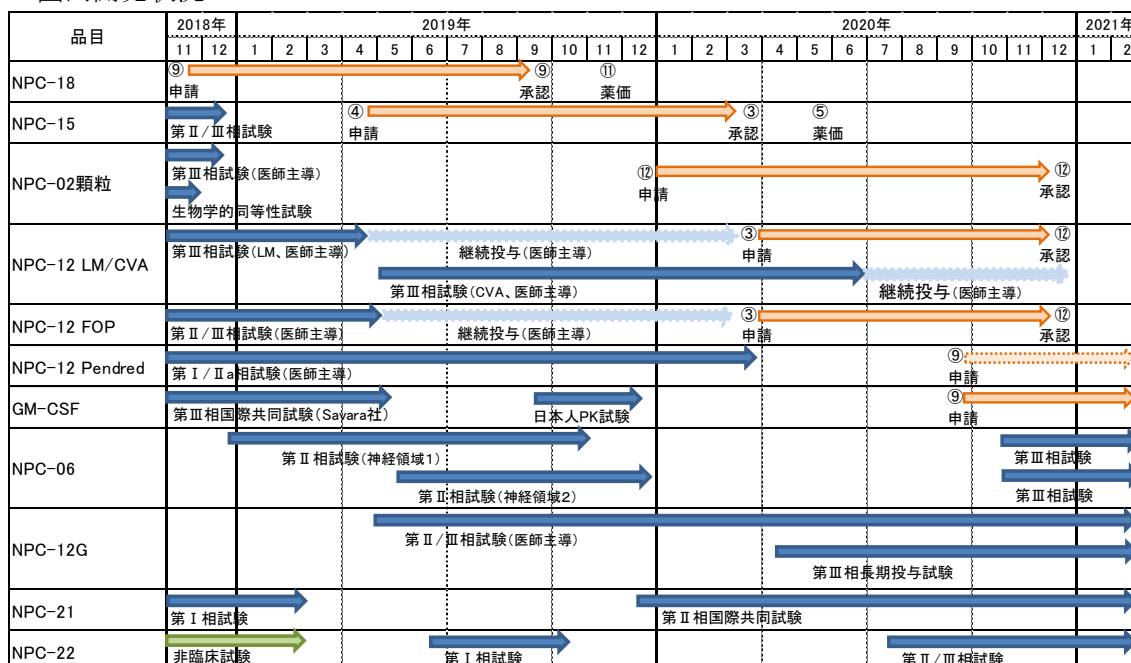 品目 2018年 2019年 2020年 2021年
11 12 1 2 3 4 5 6 7 8 9 10 11 12 1 2 3 4 5 6 7 8 9 10 11 12 1 2
NPC-18 ⑨ ⑨ ⑪
申請 承認 薬価
NPC-15 ④ ③ ⑤
第Ⅱ/Ⅲ相試験 申請 承認 薬価
NPC-02顆粒
第Ⅲ相試験(医師主導) ⑫ ⑫
生物学的同等性試験 申請 承認
NPC-12 LM/CVA ③ ⑫
第Ⅲ相試験(LM、医師主導) 継続投与(医師主導) 申請 承認
第Ⅲ相試験(CVA、医師主導) 継続投与(医師主導)
NPC-12 FOP ③ ⑫
第Ⅱ/Ⅲ相試験(医師主導) 継続投与(医師主導) 申請 承認
NPC-12 Pendred ⑨
第Ⅰ/Ⅱa相試験(医師主導) 申請
GM-CSF ⑨
第Ⅲ相国際共同試験(Savara社) 日本人PK試験 申請
NPC-06
第Ⅱ相試験(神経領域1) 第Ⅲ相試験
第Ⅱ相試験(神経領域2) 第Ⅲ相試験
NPC-12G
第Ⅱ/Ⅲ相試験(医師主導)
第Ⅲ相長期投与試験
NPC-21
第Ⅰ相試験 第Ⅱ相国際共同試験
NPC-22
非臨床試験 第Ⅰ相試験 第Ⅱ/Ⅲ相試験